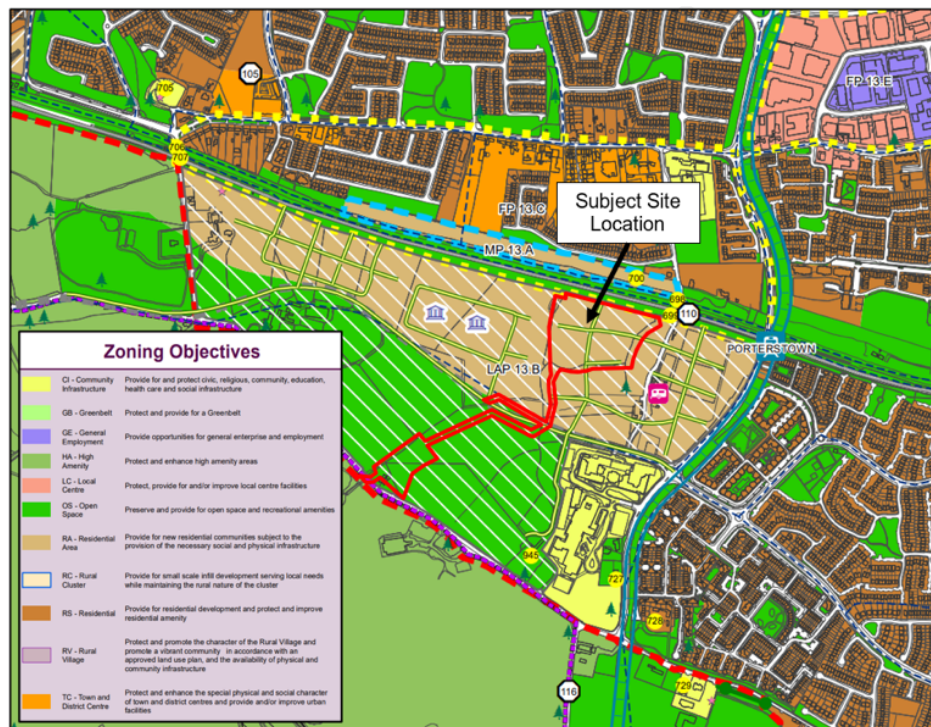 105
705
FP 13.E
706
707
FP 13.C
Subject Site
Location
MP 13.A
700
698
699
110
PORTERSTOWN
LAP 13.B
945
727
728
729
116
Zoning Objectives
CI - Community
Infrastructure
Provide for and protect civic, religious, community, education,
health care and social infrastructure
GB - Greenbelt
Protect and provide for a Greenbelt
GE - General
Employment
Provide opportunities for general enterprise and employment
HA - High
Amenity
Protect and enhance high amenity areas
LC - Local
Centre
Protect, provide for and/or improve local centre facilities
OS - Open
Space
Preserve and provide for open space and recreational amenities
RA - Residential
Area
Provide for new residential communities subject to the
provision of the necessary social and physical infrastructure
RC - Rural
Cluster
Provide for small scale infill development serving local needs
while maintaining the rural nature of the cluster
RS - Residential
Provide for residential development and protect and improve
residential amenity
RV - Rural
Village
Protect and promote the character of the Rural Village and
promote a vibrant community in accordance with an
approved land use plan, and the availability of physical and
community infrastructure
TC - Town and
District Centre
Protect and enhance the special physical and social character
of town and district centres and provide and/or improve urban
facilities